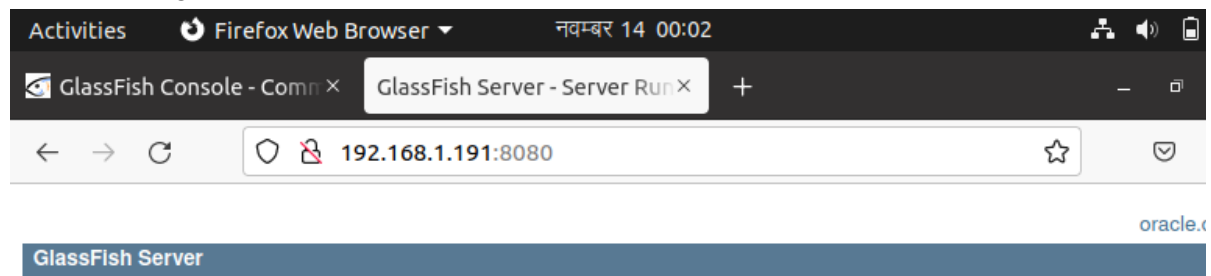 Activities Firefox Web Browser नवम्बर 14 00:02
GlassFish Console - Comm GlassFish Server - Server Run
192.168.1.191:8080
oracle.
GlassFish Server